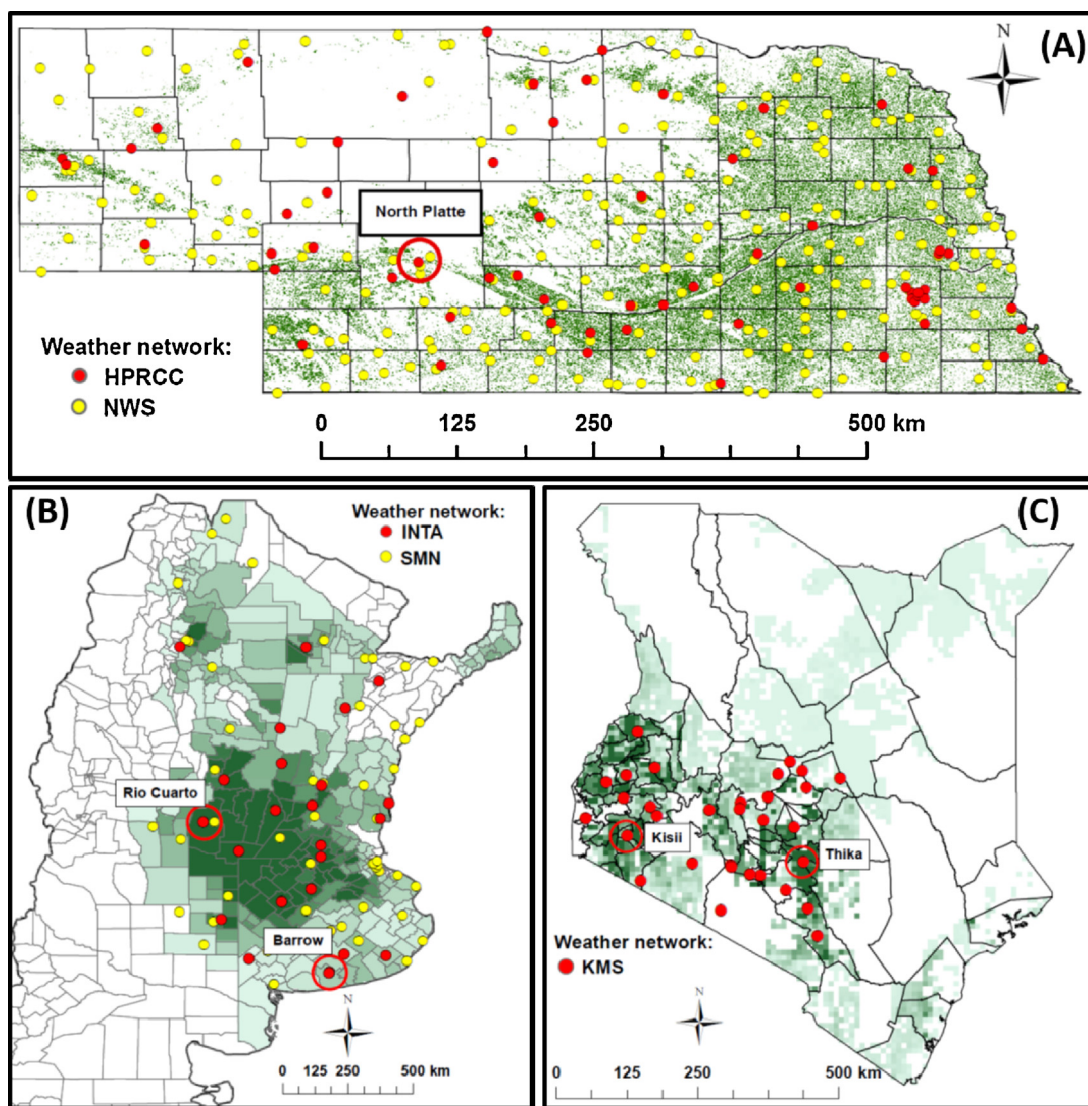 (A)
N
North Platte
Weather network:
HPRCC
NWS
0 125 250 500 km
(B)
Weather network:
INTA
SMN
Rio Cuarto
Barrow
N
0 125 250 500 km
(C)
Kisii
Thika
Weather network:
KMS
N
0 125 250 500 km